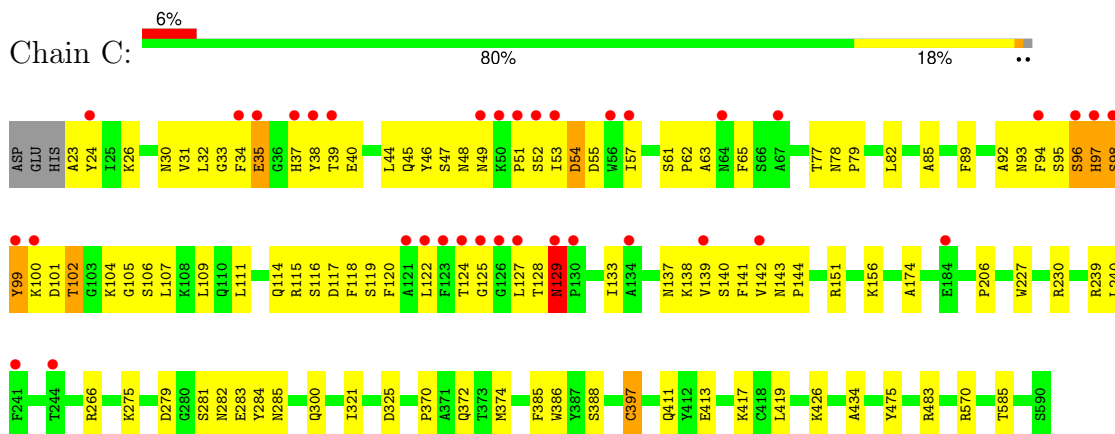 6%
Chain C:
80% 18% ••
ASP GLU HIS A23 Y24 I25 K26 N30 V31 L32 G33 F34 E35 G36 H37 Y38 T39 E40 L44 Q45 Y46 S47 N48 N49 K50 P51 S52 I53 D54 D55 W56 I57 S61 P62 A63 N64 F65 S66 A67 T77 N78 P79 L82 A85 F89 A92 N93 F94 S95 S96 H97 S98
Y99 K100 D101 T102 G103 K104 G105 S106 L107 K108 L109 Q110 L111 Q114 R115 S116 D117 F118 S119 F120 A121 L122 F123 T124 G125 G126 L127 T128 N129 P130 I133 A134 N137 K138 V139 S140 F141 V142 N143 P144 R151 K156 A174 E184 P206 W227 R230 R239 L240
F241 T244 R266 K275 D279 G280 S281 N282 E283 Y284 N285 Q300 I321 D325 P370 A371 Q372 T373 M374 F385 W386 Y387 S388 C397 Q411 Y412 E413 K417 C418 L419 K426 A434 Y475 R483 R570 T585 S590